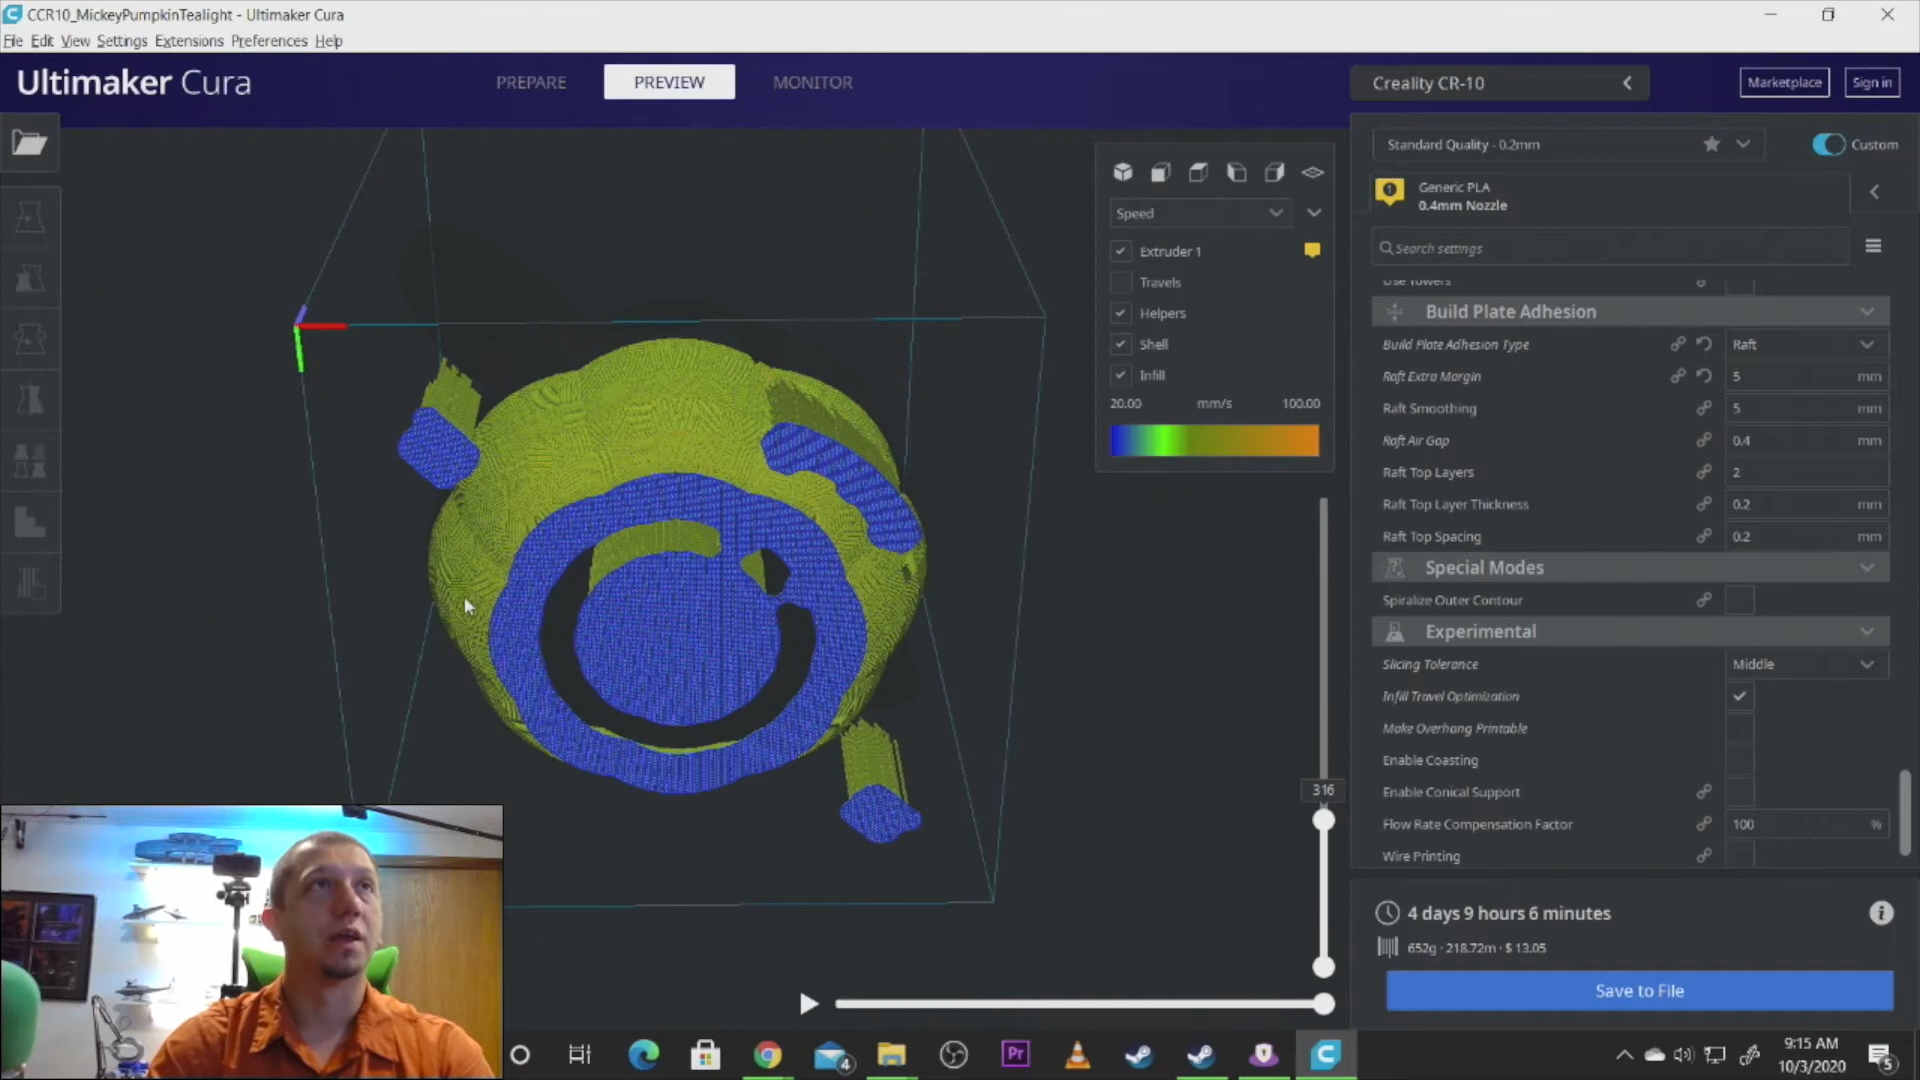 CCR10_MickeyPumpkinTealight - Ultimaker Cura
File Edit View Settings Extensions Preferences Help
Ultimaker Cura
PREPARE
PREVIEW
MONITOR
Creality CR-10
Marketplace
Sign in
Standard Quality - 0.2mm
Custom
1
Generic PLA
0.4mm Nozzle
Search settings
Speed
Extruder 1
Travels
Helpers
Shell
Infill
20.00 mm/s 100.00
Use Towers
Build Plate Adhesion
Build Plate Adhesion Type Raft
Raft Extra Margin 5 mm
Raft Smoothing 5 mm
Raft Air Gap 0.4 mm
Raft Top Layers 2
Raft Top Layer Thickness 0.2 mm
Raft Top Spacing 0.2 mm
Special Modes
Spiralize Outer Contour
Experimental
Slicing Tolerance Middle
Infill Travel Optimization
Make Overhang Printable
Enable Coasting
Enable Conical Support
Flow Rate Compensation Factor 100 %
Wire Printing
316
4 days 9 hours 6 minutes
652g · 218.72m · $ 13.05
Save to File
4
Pr
9:15 AM
10/3/2020
5